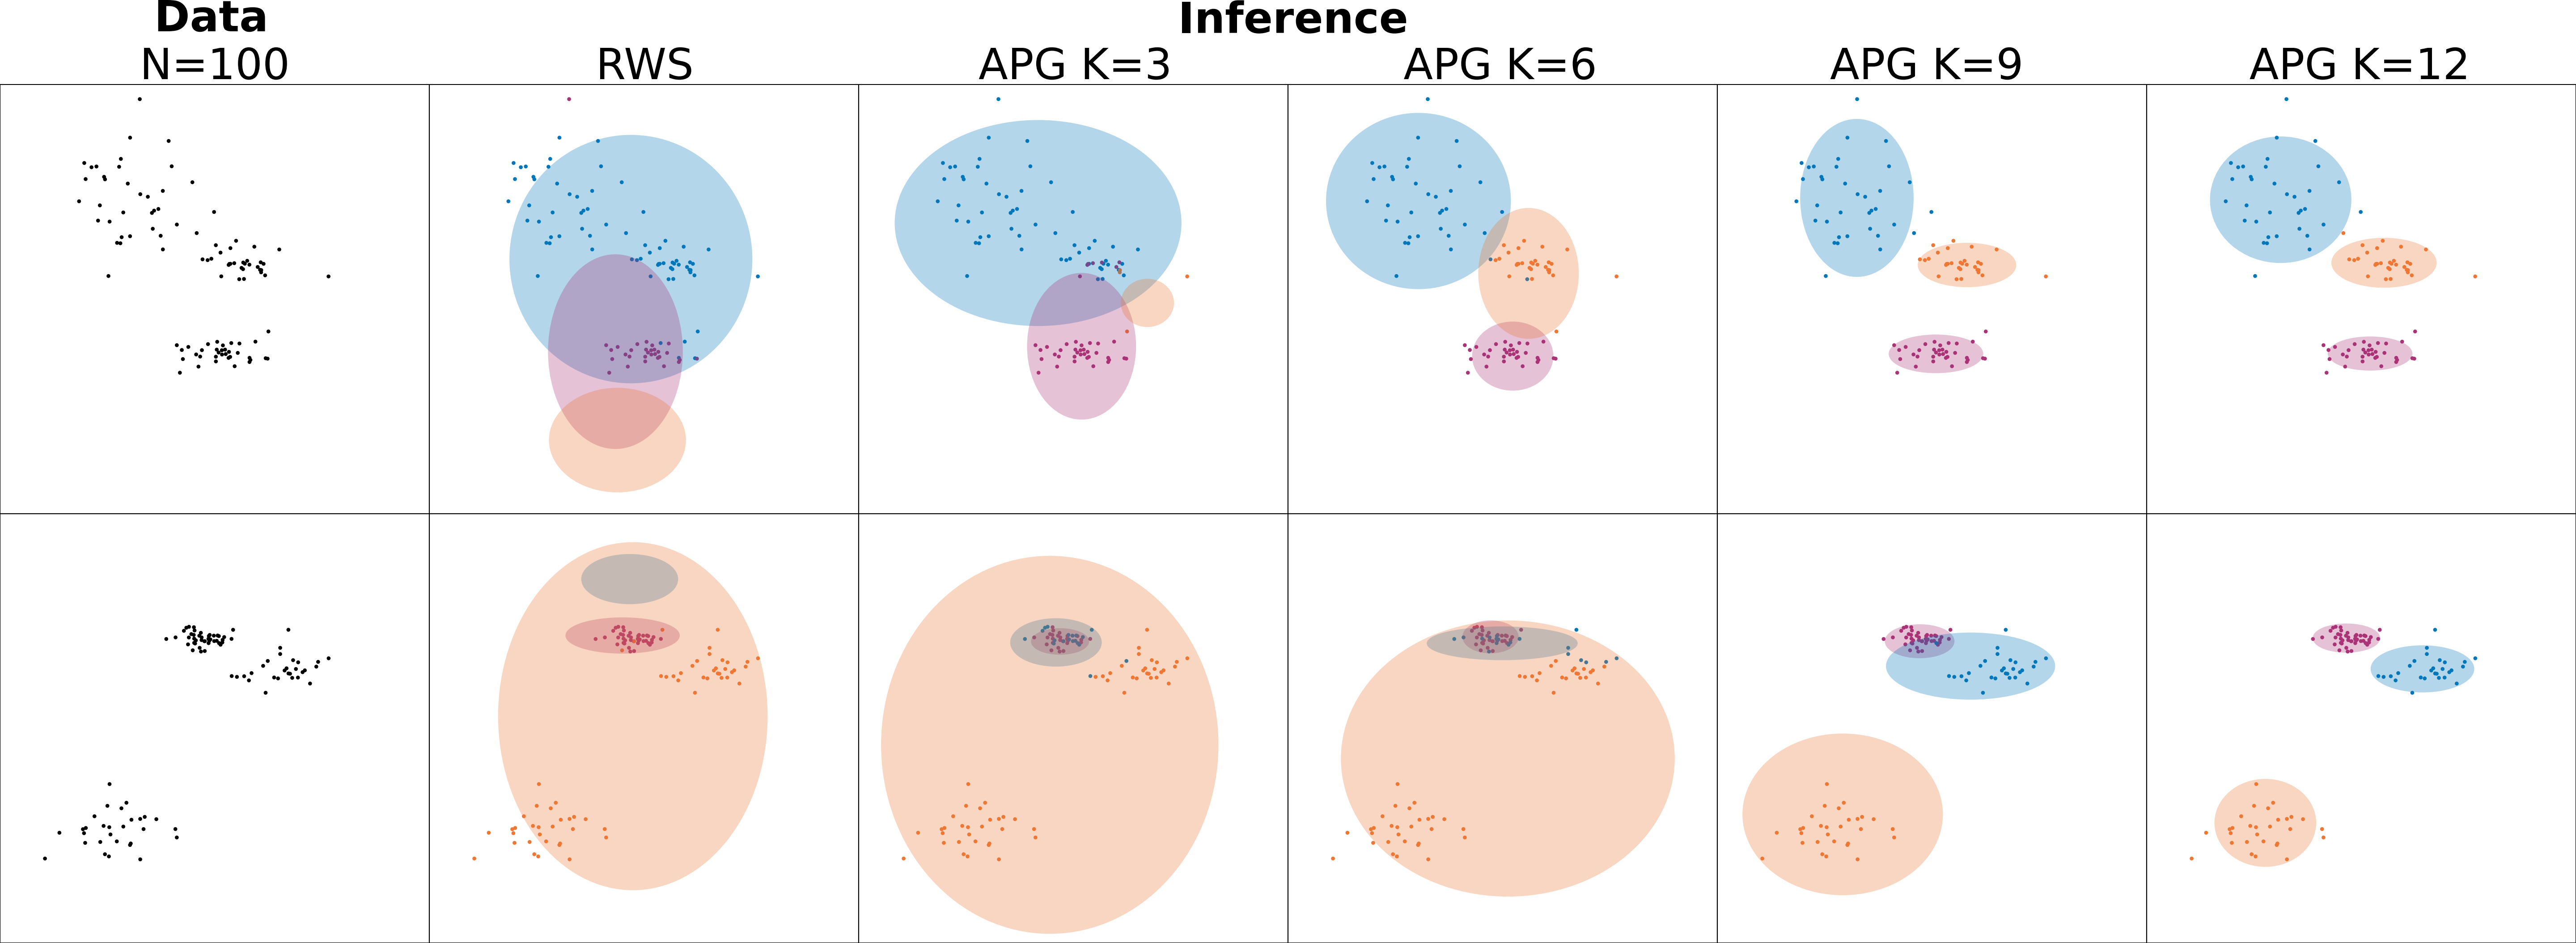 Data
Inference
N=100
RWS
APG K=3
APG K=6
APG K=9
APG K=12